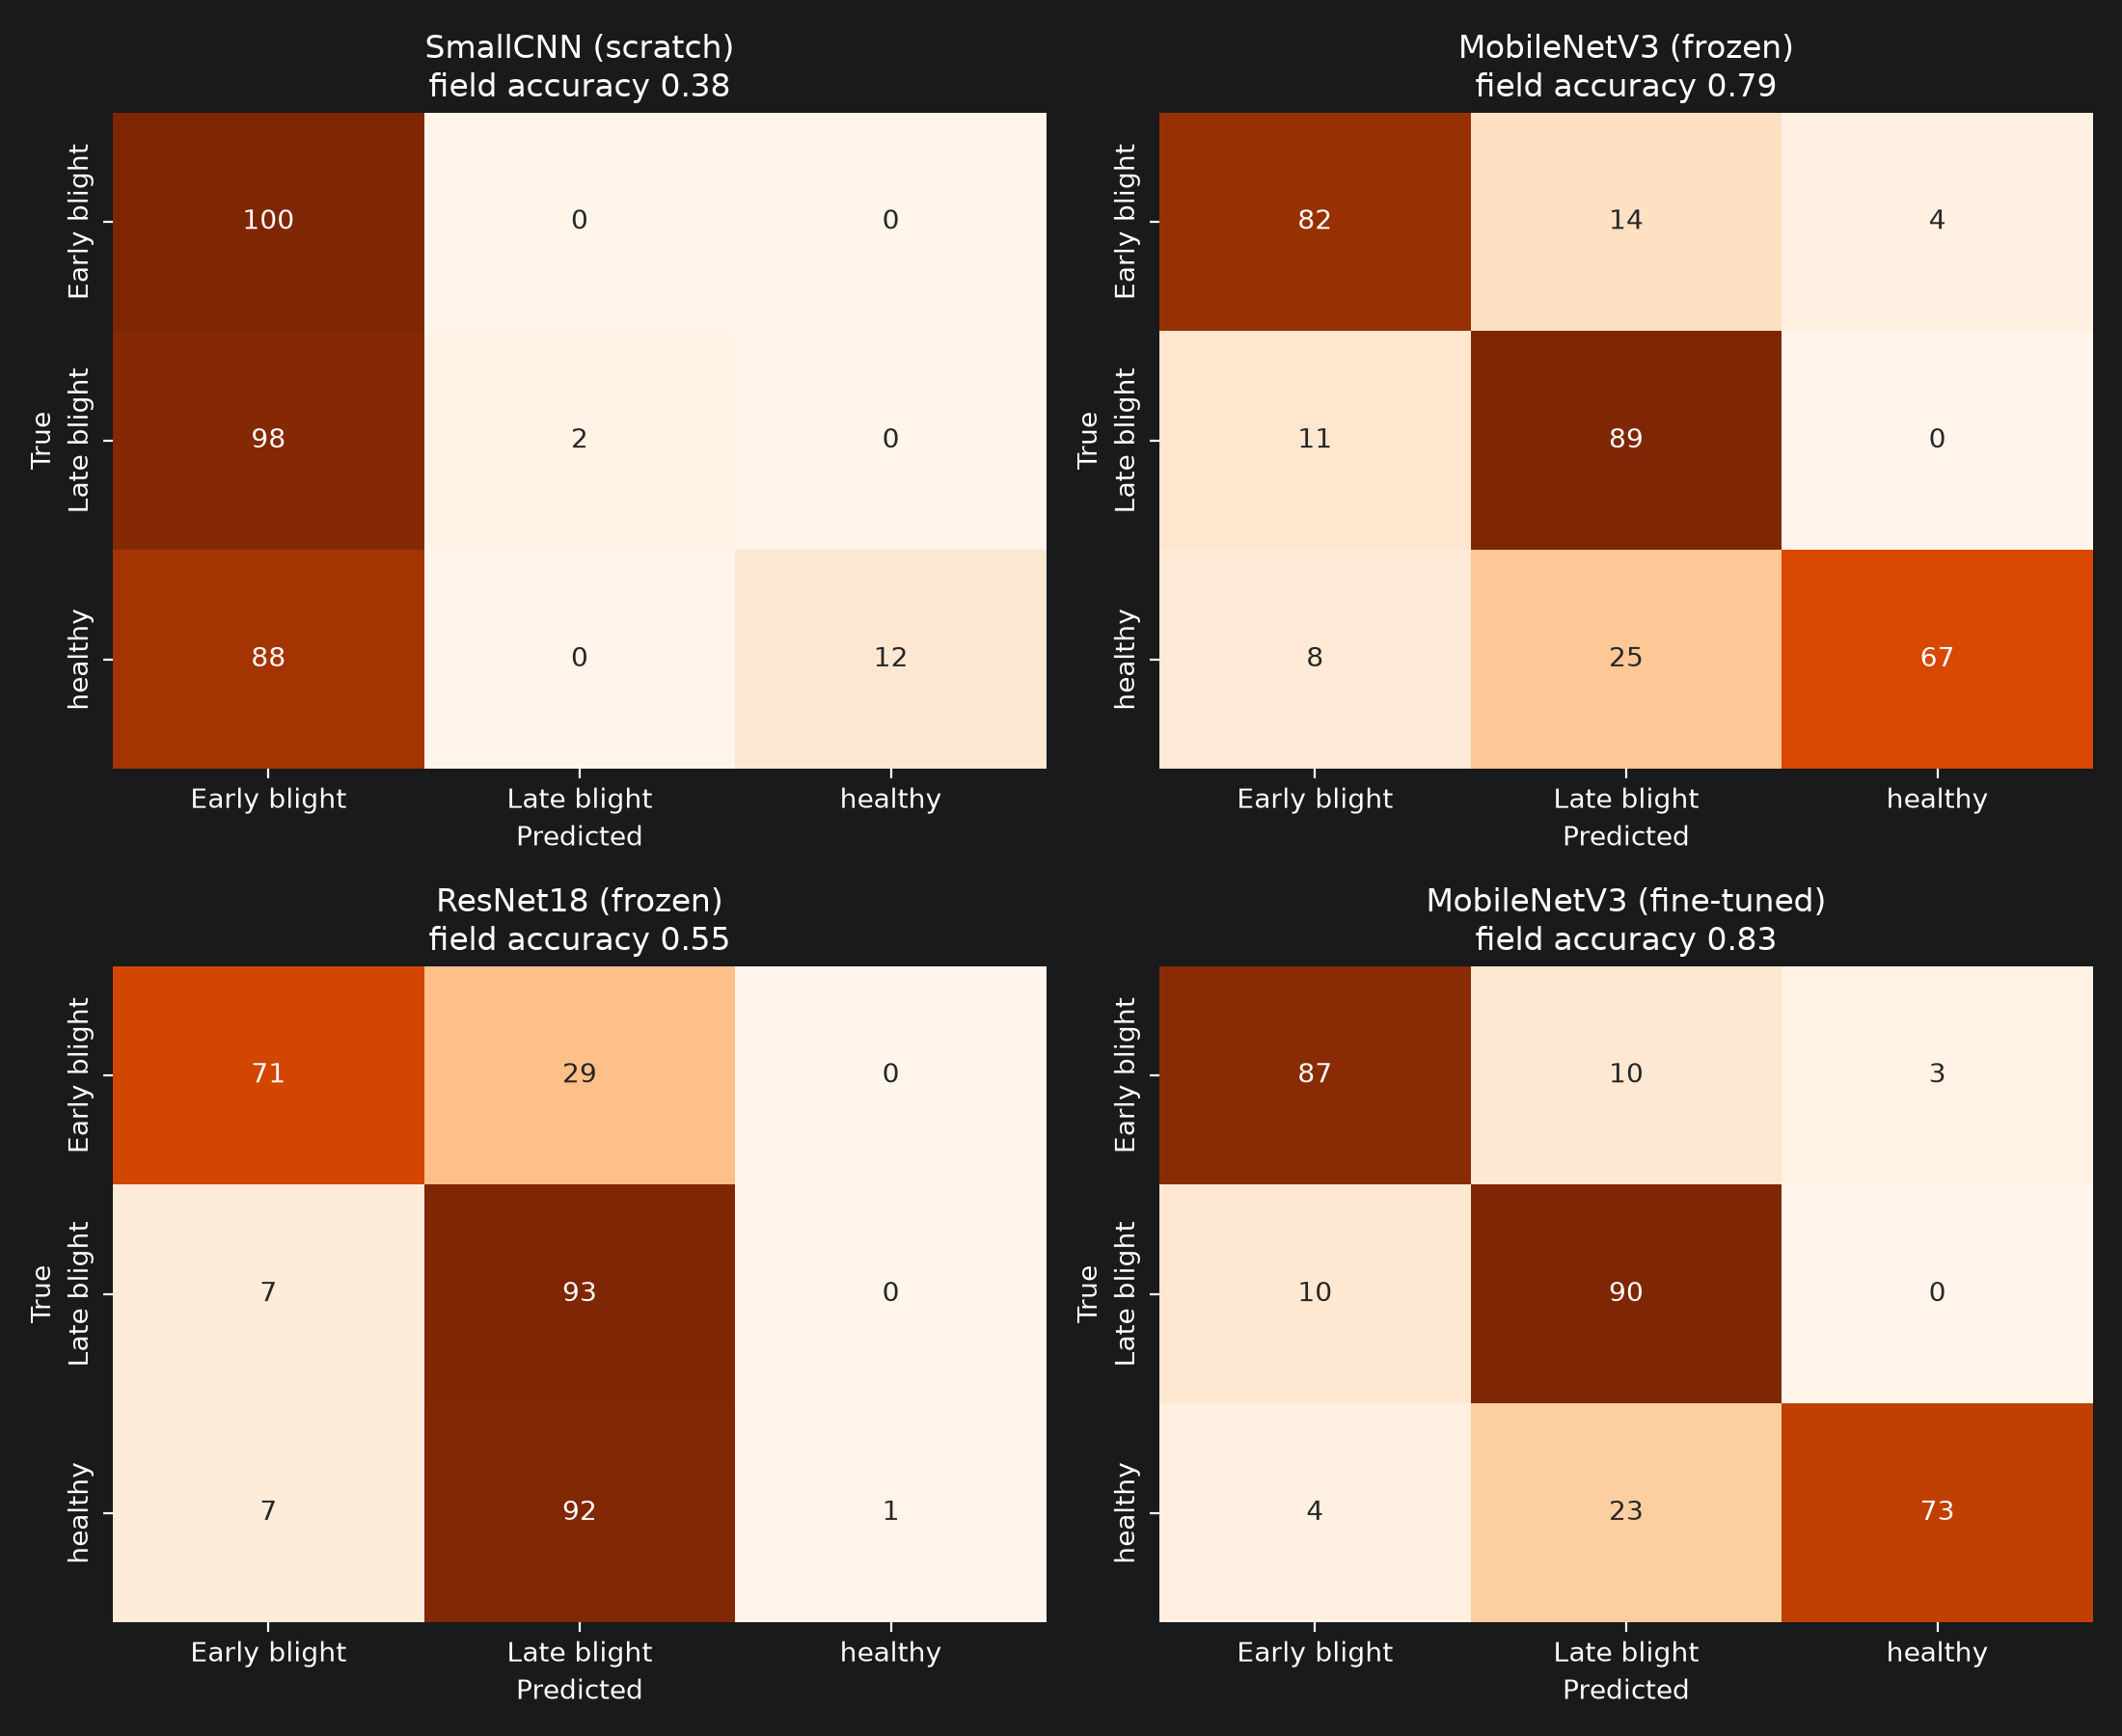 SmallCNN (scratch)
field accuracy 0.38
True
Early blight
100
0
0
Late blight
98
2
0
healthy
88
0
12
Early blight
Late blight
healthy
Predicted
MobileNetV3 (frozen)
field accuracy 0.79
True
Early blight
82
14
4
Late blight
11
89
0
healthy
8
25
67
Early blight
Late blight
healthy
Predicted
ResNet18 (frozen)
field accuracy 0.55
True
Early blight
71
29
0
Late blight
7
93
0
healthy
7
92
1
Early blight
Late blight
healthy
Predicted
MobileNetV3 (fine-tuned)
field accuracy 0.83
True
Early blight
87
10
3
Late blight
10
90
0
healthy
4
23
73
Early blight
Late blight
healthy
Predicted